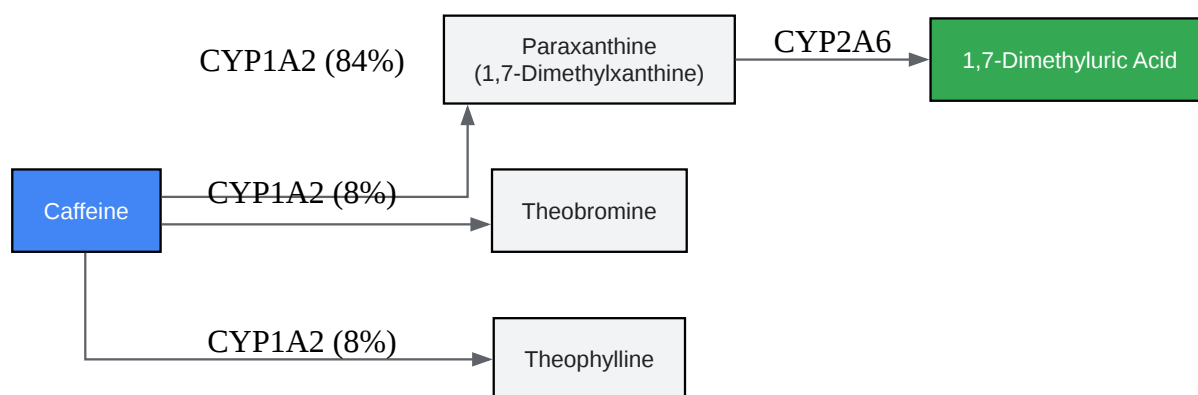 CYP1A2 (84%)
Paraxanthine
(1,7-Dimethylxanthine)
CYP2A6
1,7-Dimethyluric Acid
Caffeine
CYP1A2 (8%)
Theobromine
CYP1A2 (8%)
Theophylline